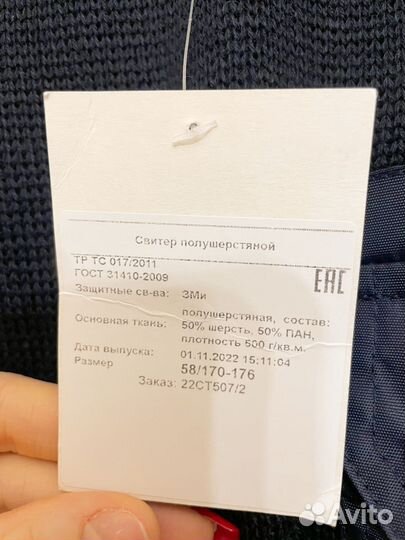 Свитер полушерстяной
ТР ТС 017/2011
ГОСТ 31410-2009
EAC
Защитные св-ва: ЗМи
Основная ткань: полушерстяная, состав: 50% шерсть, 50% ПАН, плотность 500 г/кв.м.
Дата выпуска: 01.11.2022 15:11:04
Размер 58/170-176
Заказ: 22СТ507/2
Avito